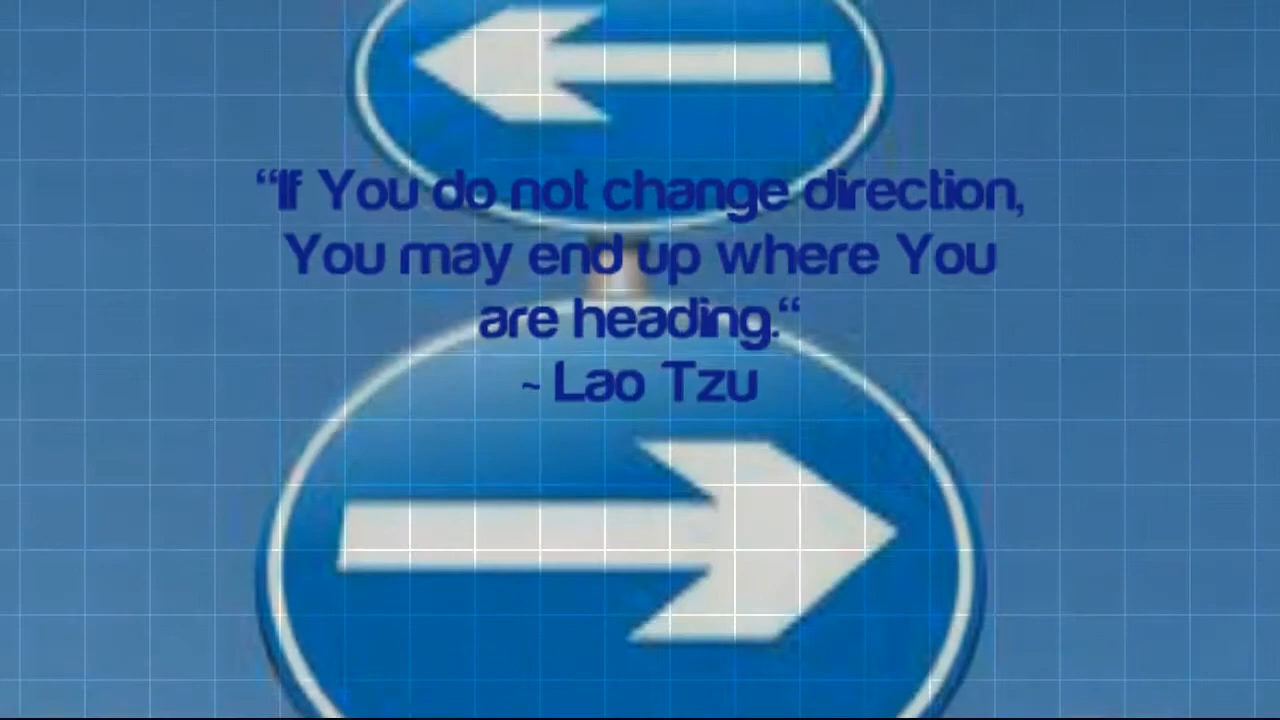 “If You do not change direction,
You may end up where You
are heading.“
~ Lao Tzu